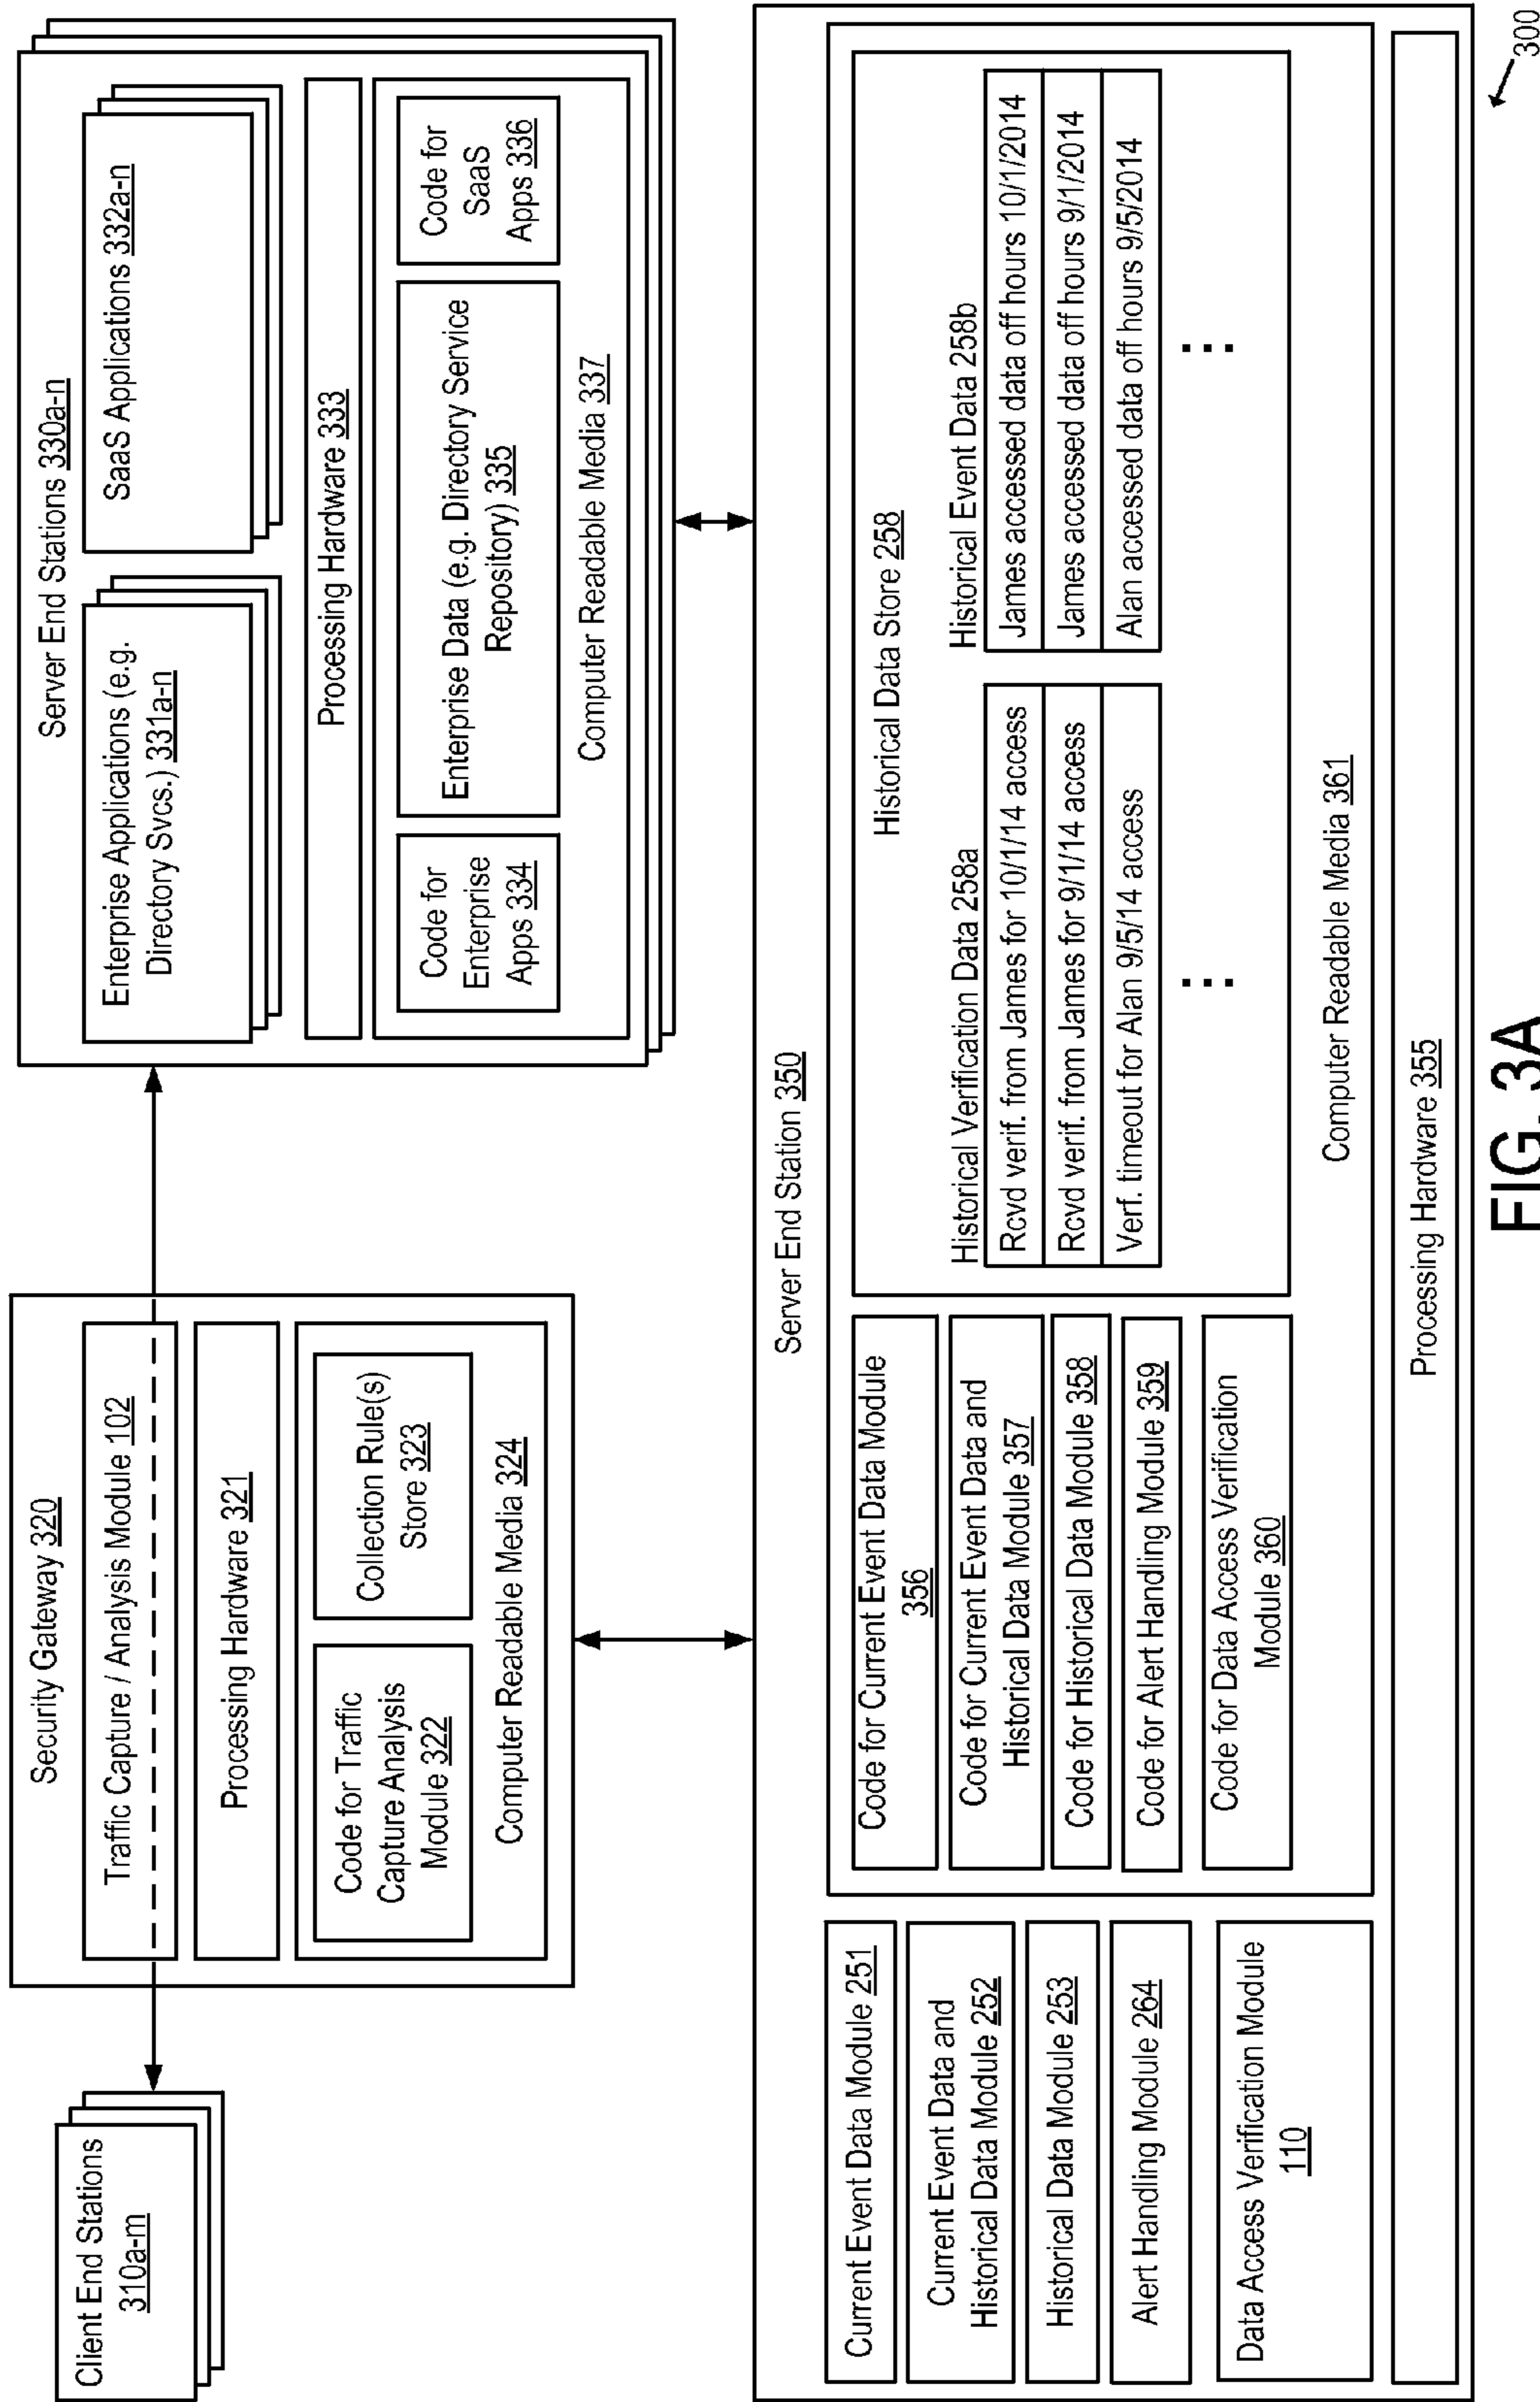 Client End Stations
310a-m
Security Gateway 320
Traffic Capture / Analysis Module 102
Processing Hardware 321
Code for Traffic
Capture Analysis
Module 322
Collection Rule(s)
Store 323
Computer Readable Media 324
Server End Stations 330a-n
Enterprise Applications (e.g.
Directory Svcs.) 331a-n
SaaS Applications 332a-n
Processing Hardware 333
Code for
Enterprise
Apps 334
Enterprise Data (e.g. Directory Service
Repository) 335
Code for
SaaS
Apps 336
Computer Readable Media 337
Server End Station 350
Current Event Data Module 251
Current Event Data and
Historical Data Module 252
Historical Data Module 253
Alert Handling Module 264
Data Access Verification Module
110
Code for Current Event Data Module
356
Code for Current Event Data and
Historical Data Module 357
Code for Historical Data Module 358
Code for Alert Handling Module 359
Code for Data Access Verification
Module 360
Historical Data Store 258
Historical Verification Data 258a
Rcvd verif. from James for 10/1/14 access
Rcvd verif. from James for 9/1/14 access
Verf. timeout for Alan 9/5/14 access
⋮
Historical Event Data 258b
James accessed data off hours 10/1/2014
James accessed data off hours 9/1/2014
Alan accessed data off hours 9/5/2014
⋮
Computer Readable Media 361
Processing Hardware 355
300
FIG. 3A